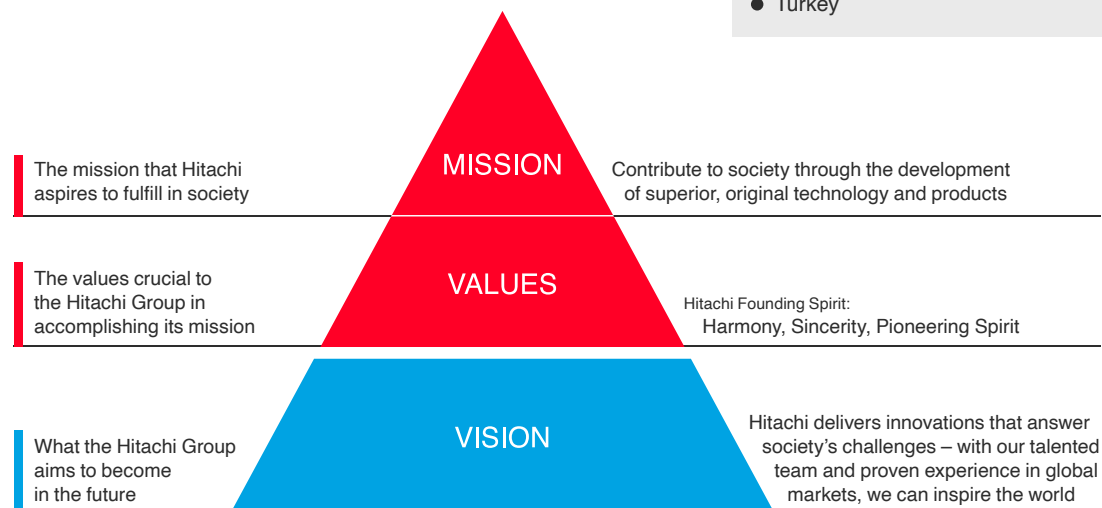 ● Turkey
MISSION
The mission that Hitachi
aspires to fulfill in society
Contribute to society through the development
of superior, original technology and products
VALUES
The values crucial to
the Hitachi Group in
accomplishing its mission
Hitachi Founding Spirit:
Harmony, Sincerity, Pioneering Spirit
VISION
What the Hitachi Group
aims to become
in the future
Hitachi delivers innovations that answer
society’s challenges – with our talented
team and proven experience in global
markets, we can inspire the world